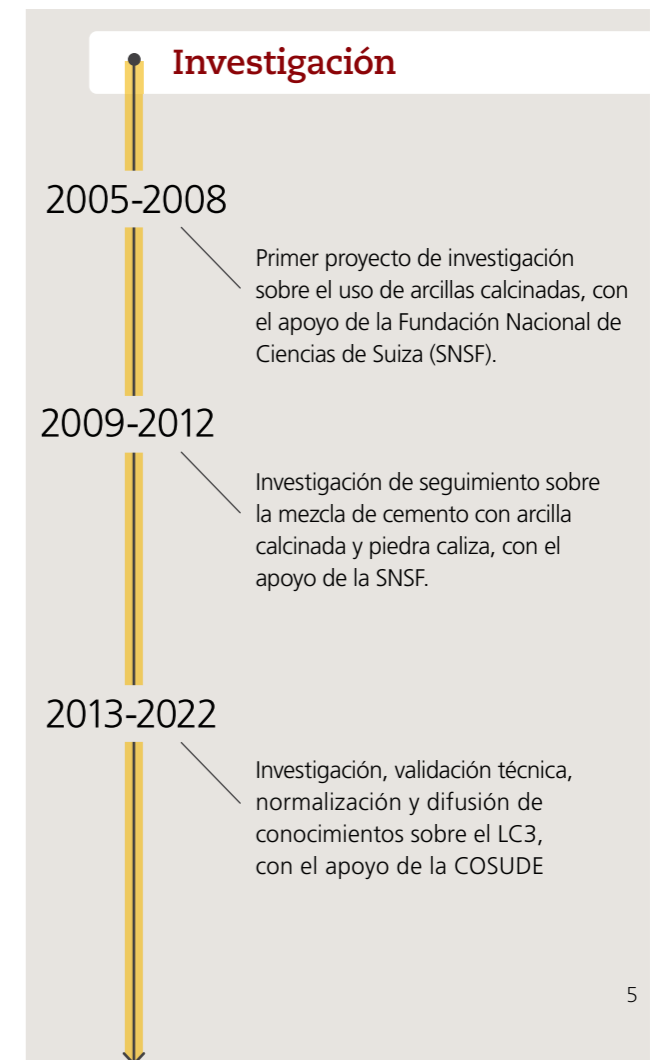 Investigación
2005-2008
Primer proyecto de investigación
sobre el uso de arcillas calcinadas, con
el apoyo de la Fundación Nacional de
Ciencias de Suiza (SNSF).
2009-2012
Investigación de seguimiento sobre
la mezcla de cemento con arcilla
calcinada y piedra caliza, con el
apoyo de la SNSF.
2013-2022
Investigación, validación técnica,
normalización y difusión de
conocimientos sobre el LC3,
con el apoyo de la COSUDE
5